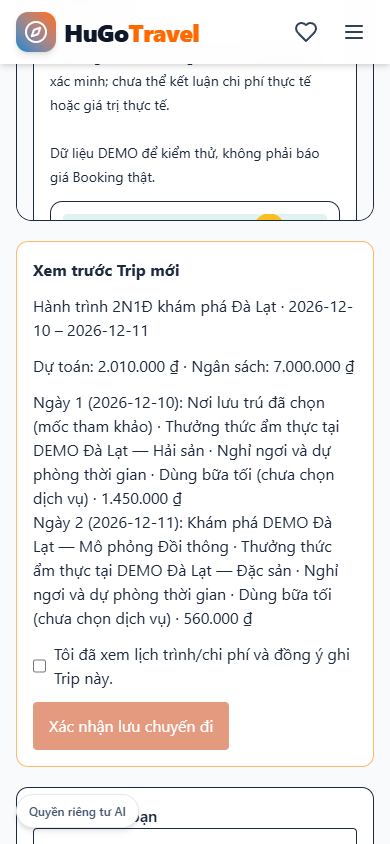 HuGoTravel
xác minh; chưa thể kết luận chi phí thực tế
hoặc giá trị thực tế.
Dữ liệu DEMO để kiểm thử, không phải báo
giá Booking thật.
Xem trước Trip mới
Hành trình 2N1Đ khám phá Đà Lạt · 2026-12-
10 – 2026-12-11
Dự toán: 2.010.000 ₫ · Ngân sách: 7.000.000 ₫
Ngày 1 (2026-12-10): Nơi lưu trú đã chọn
(mốc tham khảo) · Thưởng thức ẩm thực tại
DEMO Đà Lạt — Hải sản · Nghỉ ngơi và dự
phòng thời gian · Dùng bữa tối (chưa chọn
dịch vụ) · 1.450.000 ₫
Ngày 2 (2026-12-11): Khám phá DEMO Đà
Lạt — Mô phỏng Đồi thông · Thưởng thức
ẩm thực tại DEMO Đà Lạt — Đặc sản · Nghỉ
ngơi và dự phòng thời gian · Dùng bữa tối
(chưa chọn dịch vụ) · 560.000 ₫
Tôi đã xem lịch trình/chi phí và đồng ý ghi
Trip này.
Xác nhận lưu chuyến đi
Quyền riêng tư AI